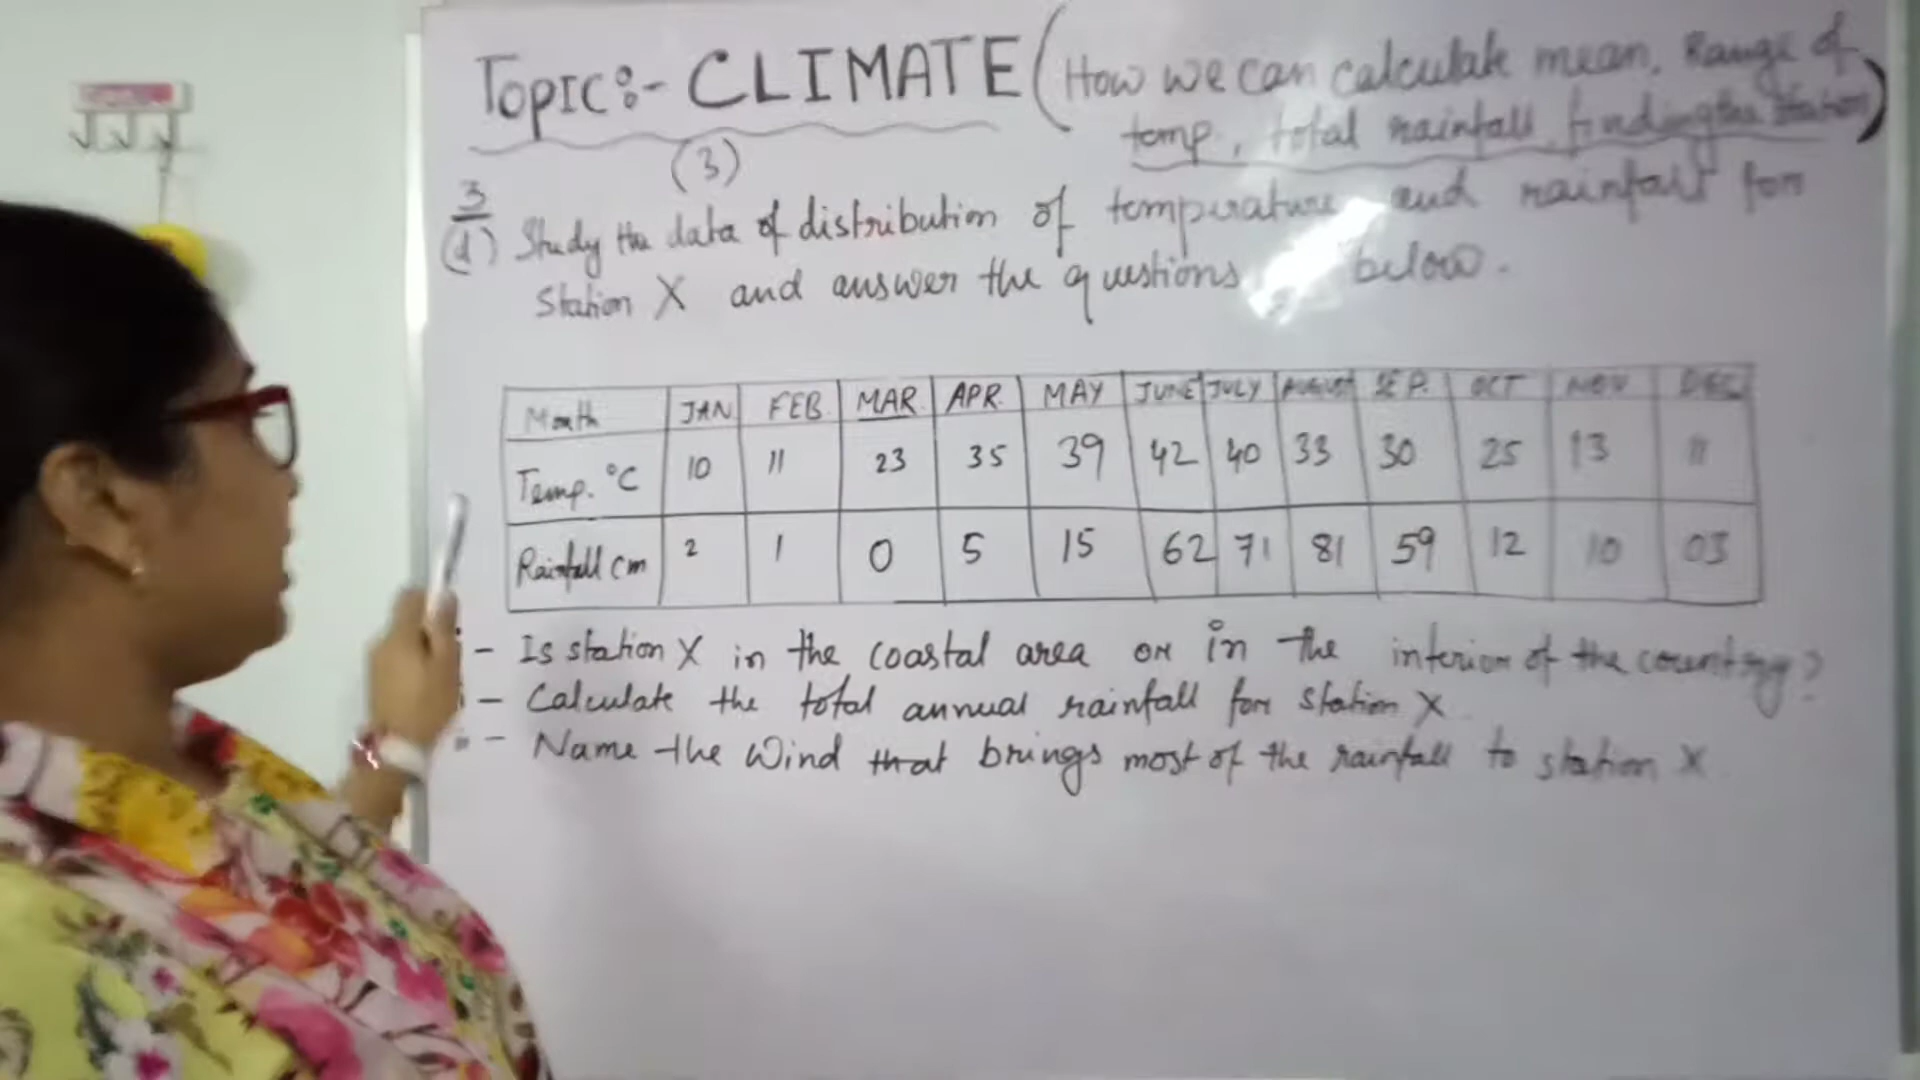 Topic:- CLIMATE (How we can calculate mean, Range of
temp, total rainfall, finding the station)
(3)
3
(d) Study the data of distribution of temperature and rainfall for
Station X and answer the questions below.
Month JAN FEB MAR APR MAY JUNE JULY AUGUST SEP. OCT NOV DEC
Temp. °C 10 11 23 35 39 42 40 33 30 25 13 11
Rainfall cm 2 1 0 5 15 62 71 81 59 12 10 03
- Is station X in the coastal area or in the interior of the country?
- Calculate the total annual rainfall for station X
- Name the Wind that brings most of the rainfall to station X